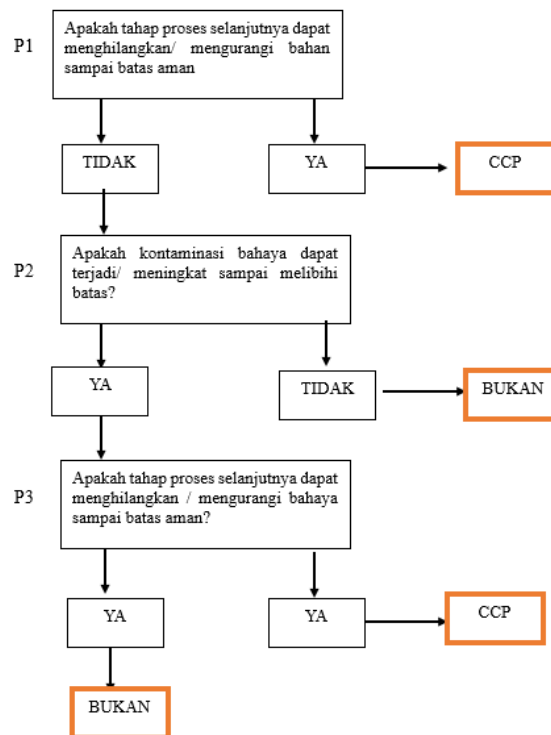 P1
Apakah tahap proses selanjutnya dapat
menghilangkan/ mengurangi bahan
sampai batas aman
TIDAK
YA
CCP
P2
Apakah kontaminasi bahaya dapat
terjadi/ meningkat sampai melibihi
batas?
YA
TIDAK
BUKAN
P3
Apakah tahap proses selanjutnya dapat
menghilangkan / mengurangi bahaya
sampai batas aman?
YA
YA
CCP
BUKAN